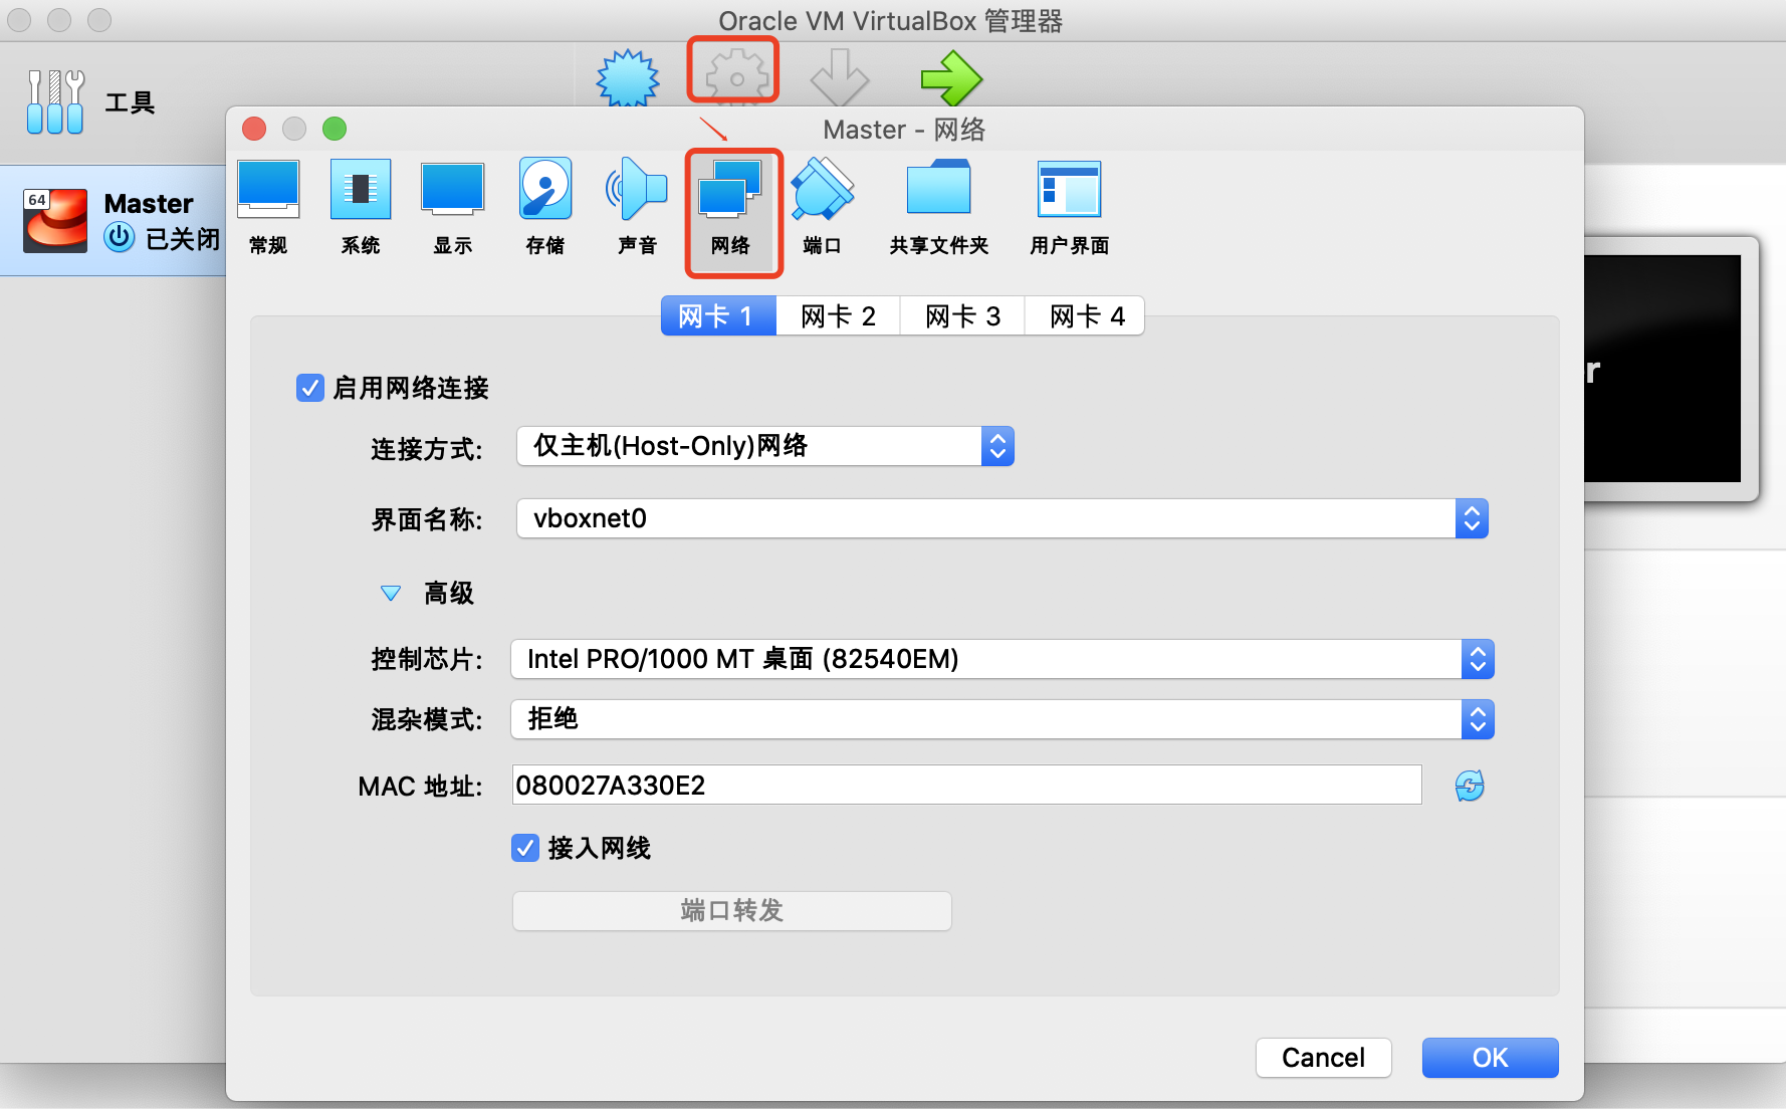 Oracle VM VirtualBox 管理器
工具
64
Master
已关闭
Master - 网络
常规
系统
显示
存储
声音
网络
端口
共享文件夹
用户界面
网卡 1
网卡 2
网卡 3
网卡 4
启用网络连接
连接方式:
仅主机(Host-Only)网络
界面名称:
vboxnet0
高级
控制芯片:
Intel PRO/1000 MT 桌面 (82540EM)
混杂模式:
拒绝
MAC 地址:
080027A330E2
接入网线
端口转发
Cancel
OK
r